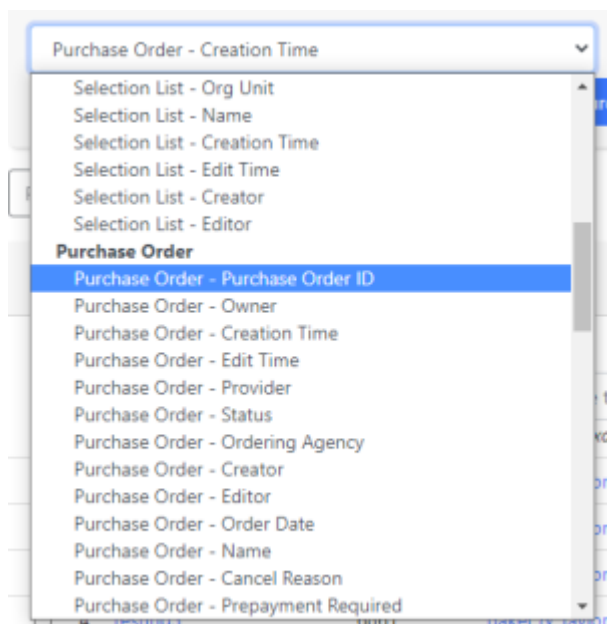 Purchase Order - Creation Time
Selection List - Org Unit
Selection List - Name
Selection List - Creation Time
Selection List - Edit Time
Selection List - Creator
Selection List - Editor
Purchase Order
Purchase Order - Purchase Order ID
Purchase Order - Owner
Purchase Order - Creation Time
Purchase Order - Edit Time
Purchase Order - Provider
Purchase Order - Status
Purchase Order - Ordering Agency
Purchase Order - Creator
Purchase Order - Editor
Purchase Order - Order Date
Purchase Order - Name
Purchase Order - Cancel Reason
Purchase Order - Prepayment Required